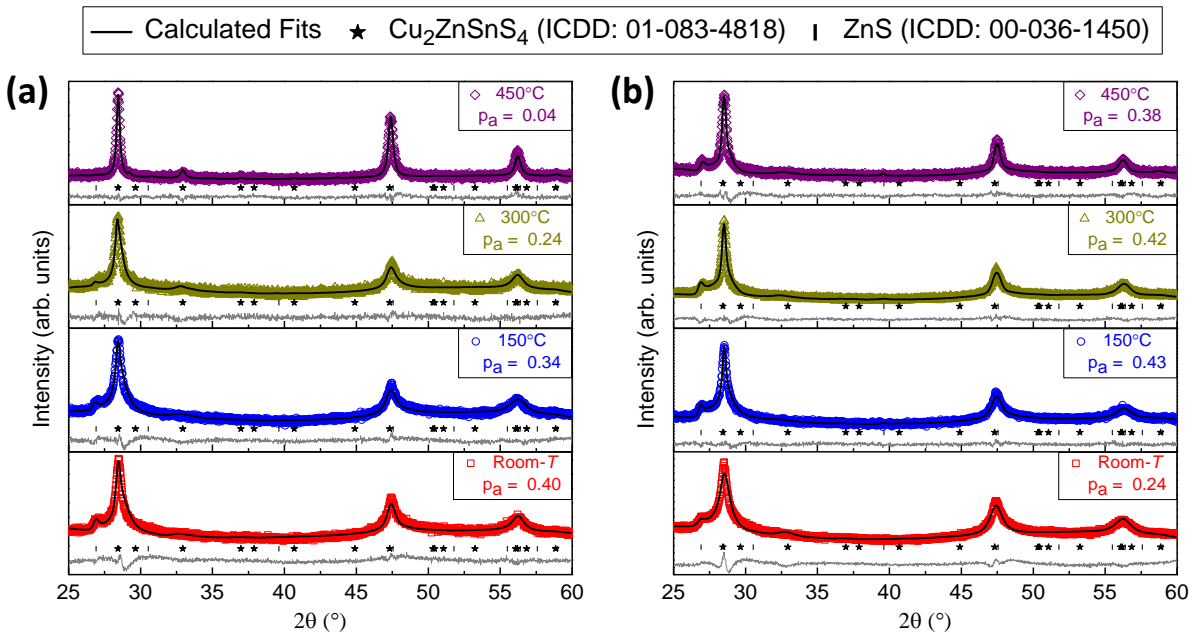 Calculated Fits ★ Cu₂ZnSnS₄ (ICDD: 01-083-4818) ZnS (ICDD: 00-036-1450)
(a)
450°C
pₐ = 0.04
300°C
pₐ = 0.24
150°C
pₐ = 0.34
Room-T
pₐ = 0.40
Intensity (arb. units)
25 30 35 40 45 50 55 60
2θ (°)
(b)
450°C
pₐ = 0.38
300°C
pₐ = 0.42
150°C
pₐ = 0.43
Room-T
pₐ = 0.24
Intensity (arb. units)
25 30 35 40 45 50 55 60
2θ (°)